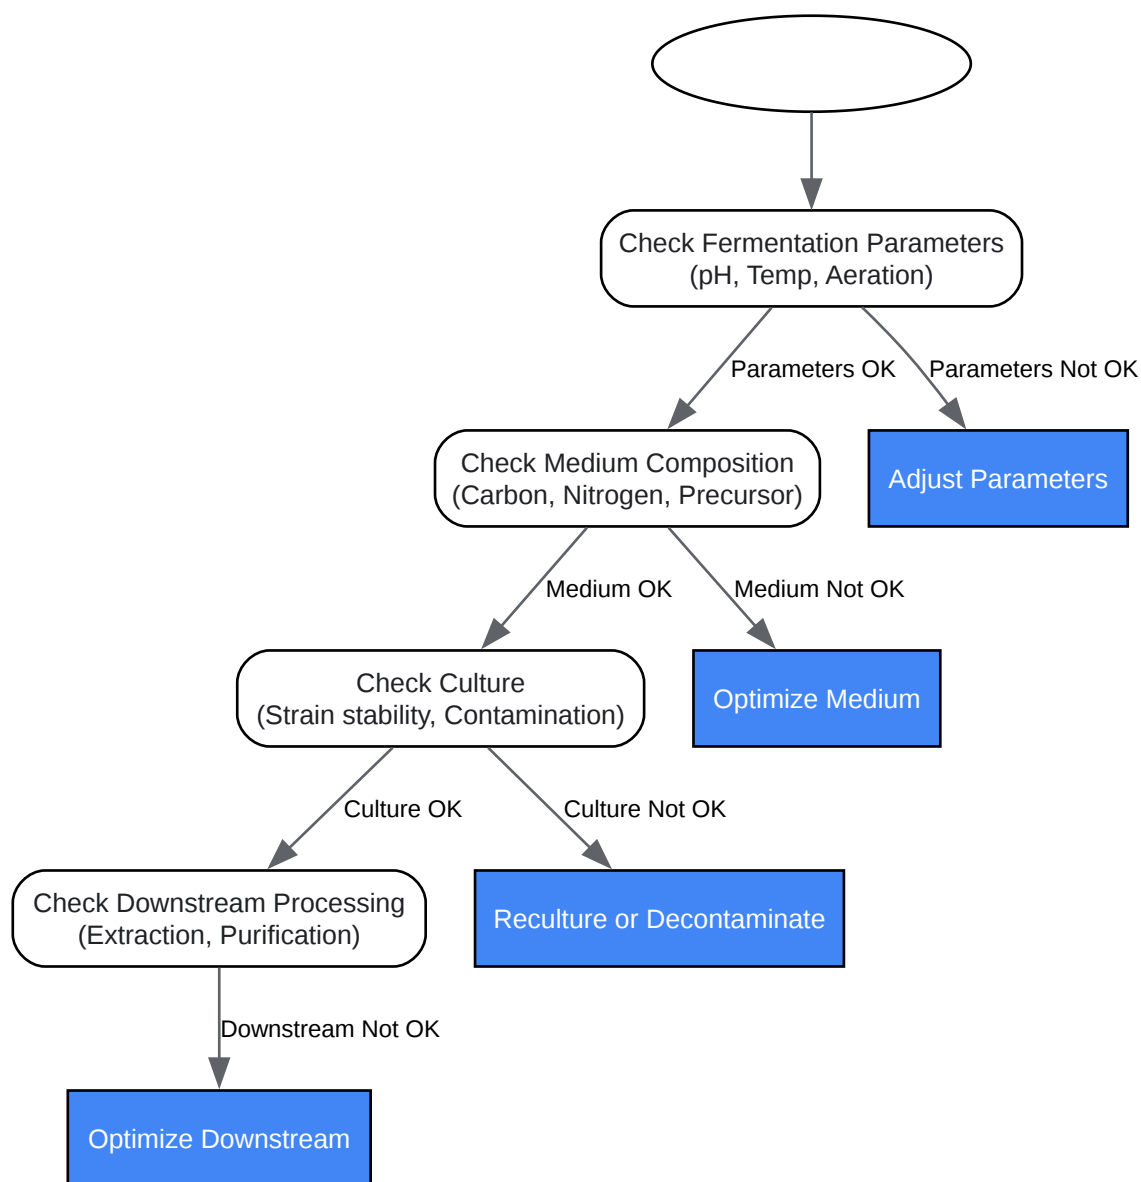 Check Fermentation Parameters
(pH, Temp, Aeration)
Parameters OK
Parameters Not OK
Check Medium Composition
(Carbon, Nitrogen, Precursor)
Adjust Parameters
Medium OK
Medium Not OK
Check Culture
(Strain stability, Contamination)
Optimize Medium
Culture OK
Culture Not OK
Check Downstream Processing
(Extraction, Purification)
Reculture or Decontaminate
Downstream Not OK
Optimize Downstream